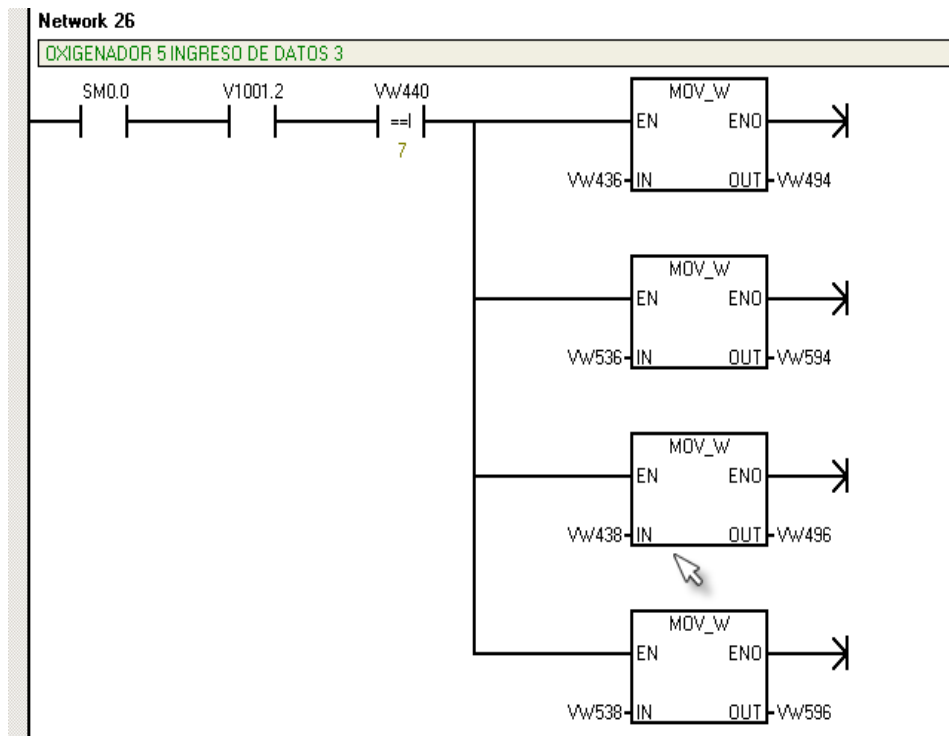 Network 26
OXIGENADOR 5 INGRESO DE DATOS 3
SM0.0 V1001.2 VW440
==I
7
MOV_W
EN ENO
VW436 IN OUT VW494
MOV_W
EN ENO
VW536 IN OUT VW594
MOV_W
EN ENO
VW438 IN OUT VW496
MOV_W
EN ENO
VW538 IN OUT VW596